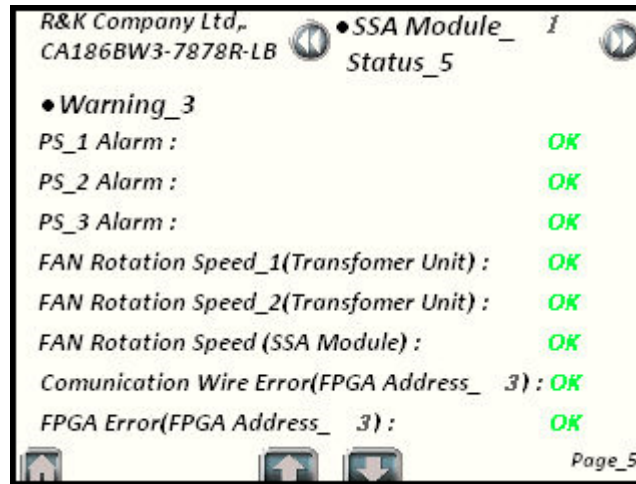 R&K Company Ltd,.
CA186BW3-7878R-LB
●SSA Module_ 1
Status_5
●Warning_3
PS_1 Alarm : OK
PS_2 Alarm : OK
PS_3 Alarm : OK
FAN Rotation Speed_1(Transfomer Unit) : OK
FAN Rotation Speed_2(Transfomer Unit) : OK
FAN Rotation Speed (SSA Module) : OK
Comunication Wire Error(FPGA Address_ 3) : OK
FPGA Error(FPGA Address_ 3) : OK
Page_5